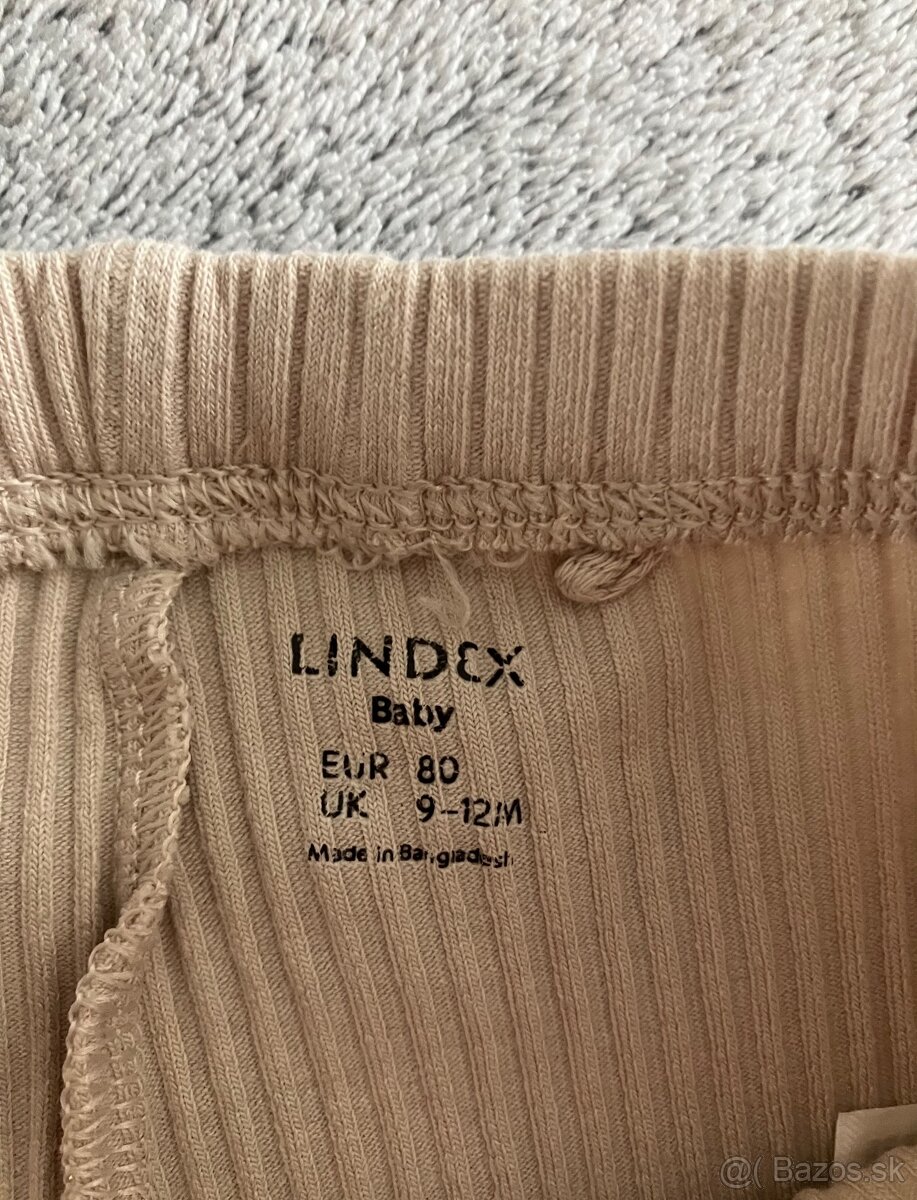 LINDEX
Baby
EUR 80
UK 9-12M
Made in Bangladesh
@( Bazos.sk